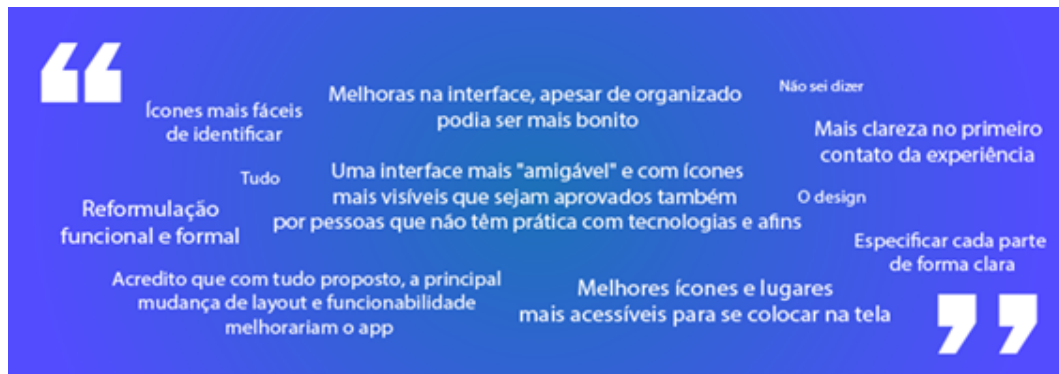 “
Ícones mais fáceis
de identificar
Melhoras na interface, apesar de organizado
podia ser mais bonito
Não sei dizer
Mais clareza no primeiro
contato da experiência
Tudo
Uma interface mais "amigável" e com ícones
mais visíveis que sejam aprovados também
por pessoas que não têm prática com tecnologias e afins
O design
Reformulação
funcional e formal
Especificar cada parte
de forma clara
Acredito que com tudo proposto, a principal
mudança de layout e funcionabilidade
melhorariam o app
Melhores ícones e lugares
mais acessíveis para se colocar na tela
”